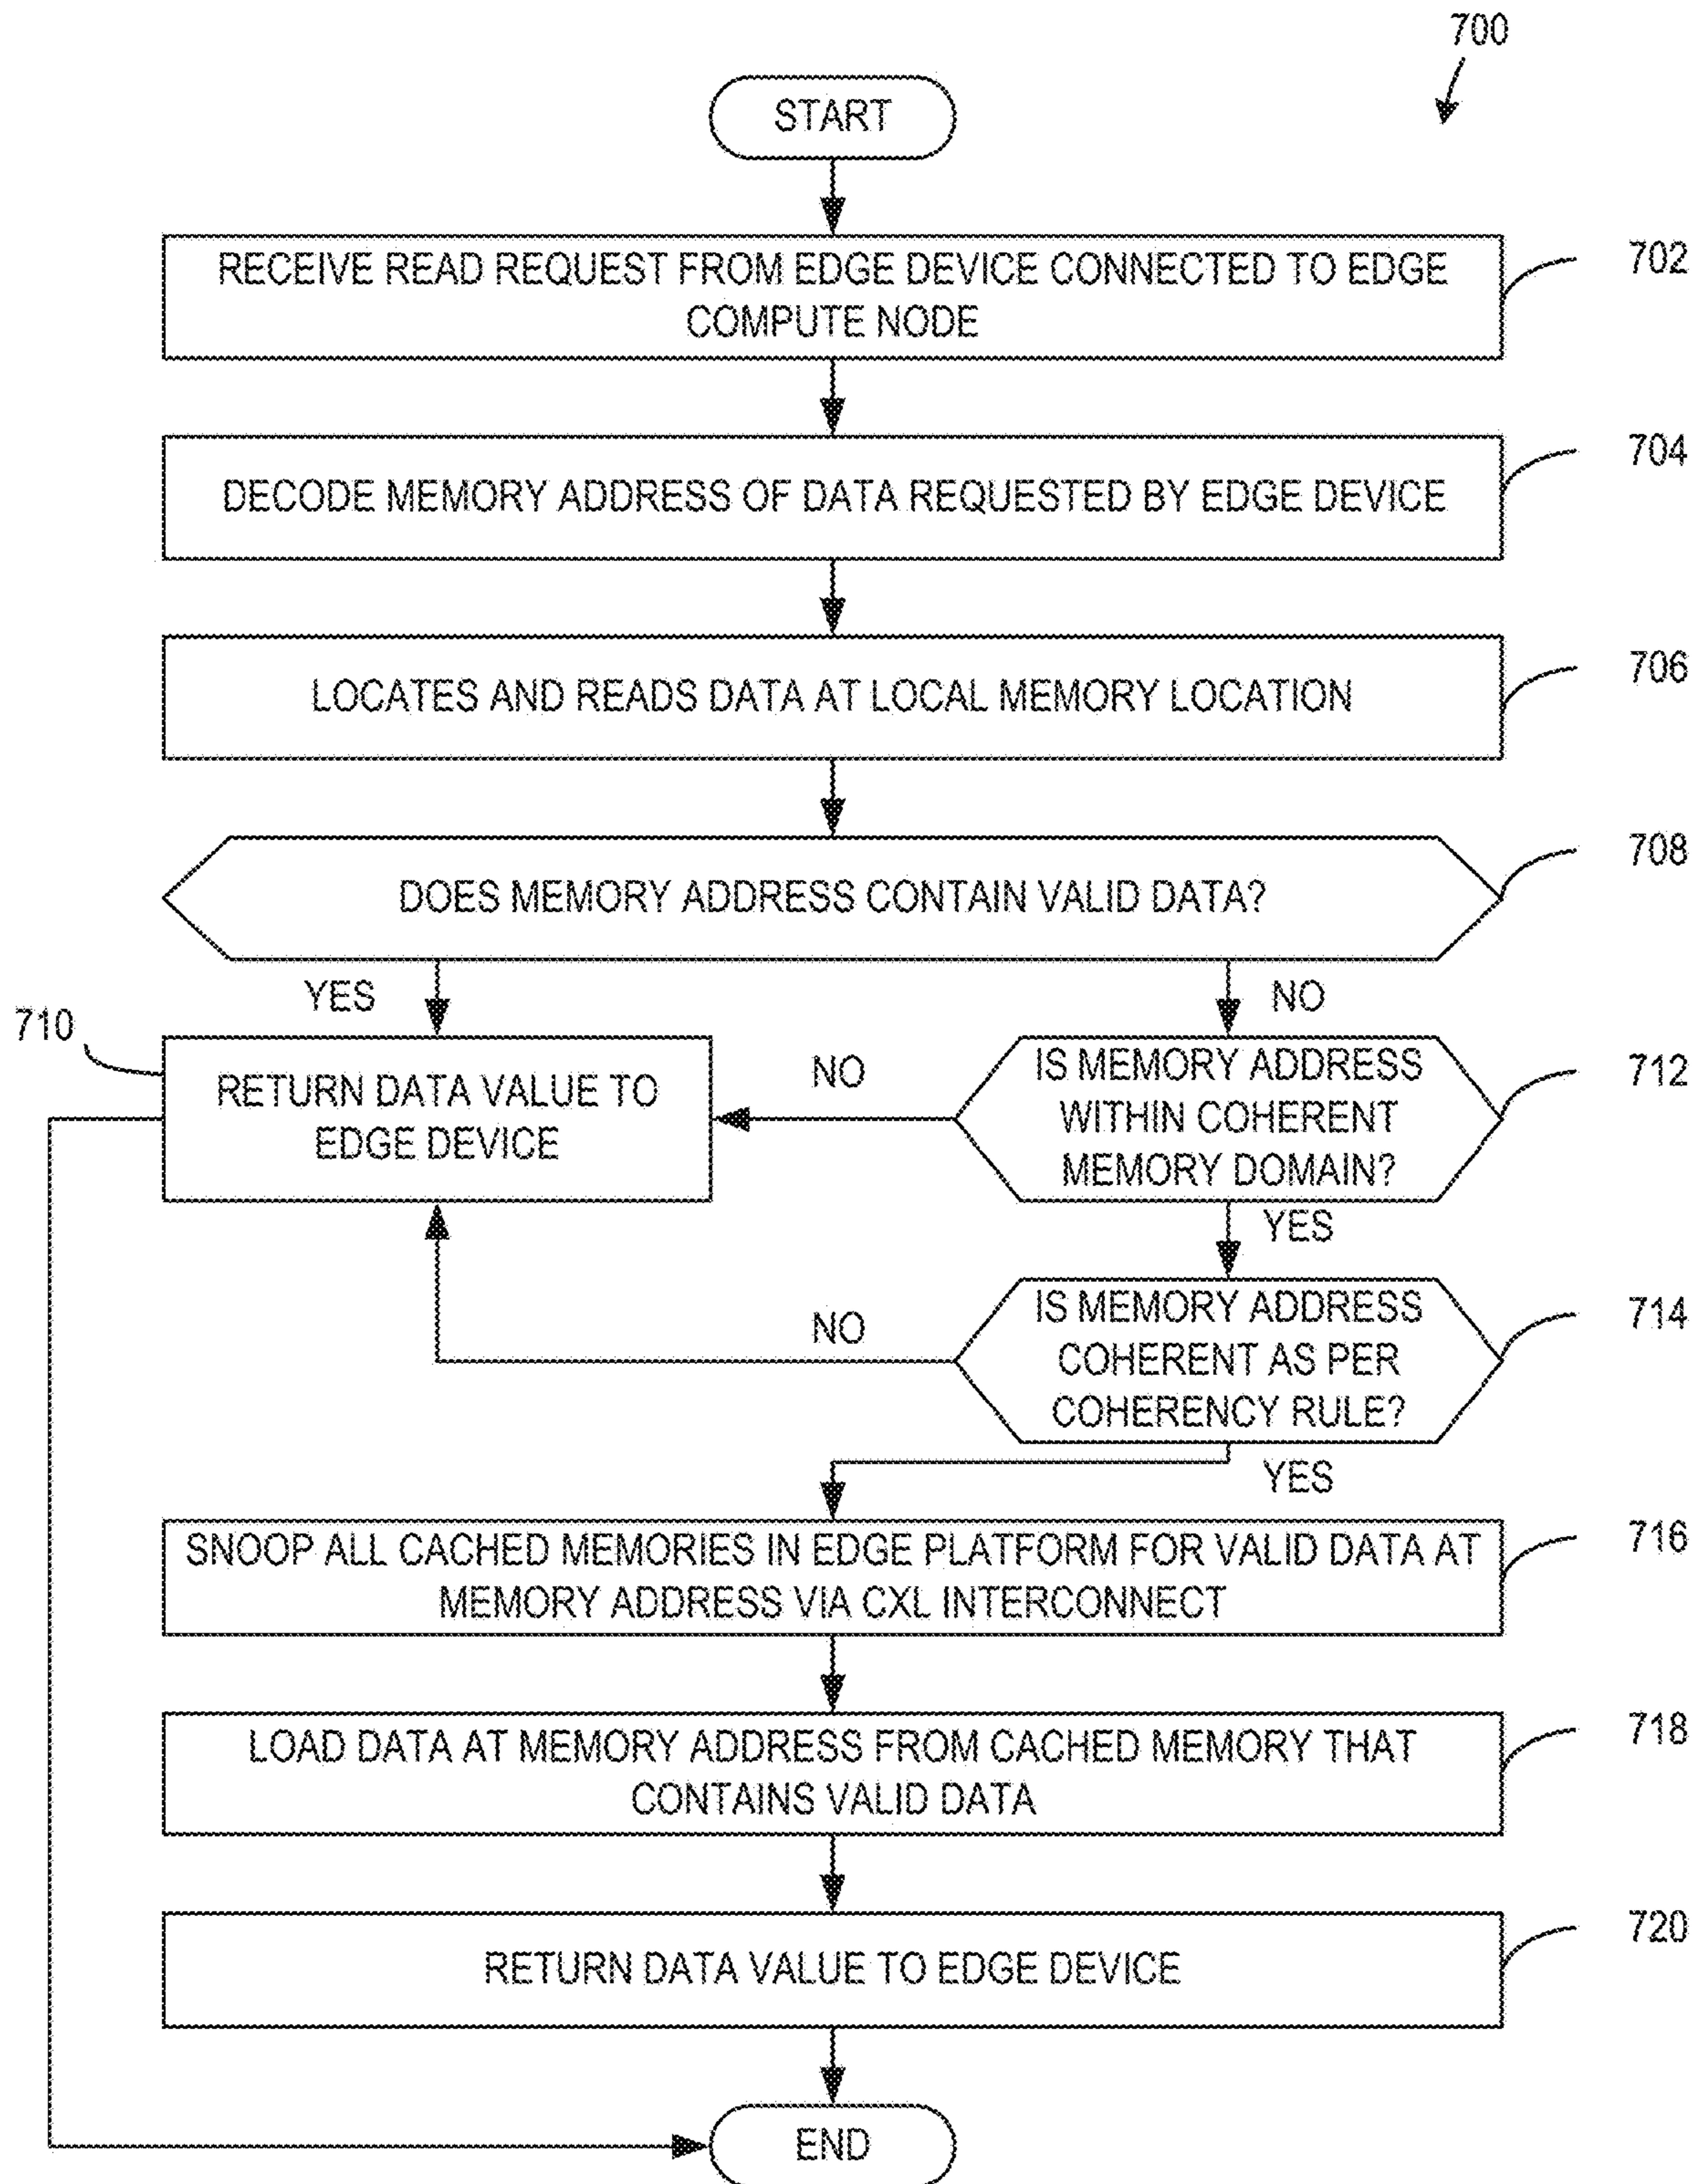 700
START
RECEIVE READ REQUEST FROM EDGE DEVICE CONNECTED TO EDGE
COMPUTE NODE
702
DECODE MEMORY ADDRESS OF DATA REQUESTED BY EDGE DEVICE
704
LOCATES AND READS DATA AT LOCAL MEMORY LOCATION
706
DOES MEMORY ADDRESS CONTAIN VALID DATA?
708
YES
NO
710
RETURN DATA VALUE TO
EDGE DEVICE
NO
IS MEMORY ADDRESS
WITHIN COHERENT
MEMORY DOMAIN?
712
YES
NO
IS MEMORY ADDRESS
COHERENT AS PER
COHERENCY RULE?
714
YES
SNOOP ALL CACHED MEMORIES IN EDGE PLATFORM FOR VALID DATA AT
MEMORY ADDRESS VIA CXL INTERCONNECT
716
LOAD DATA AT MEMORY ADDRESS FROM CACHED MEMORY THAT
CONTAINS VALID DATA
718
RETURN DATA VALUE TO EDGE DEVICE
720
END